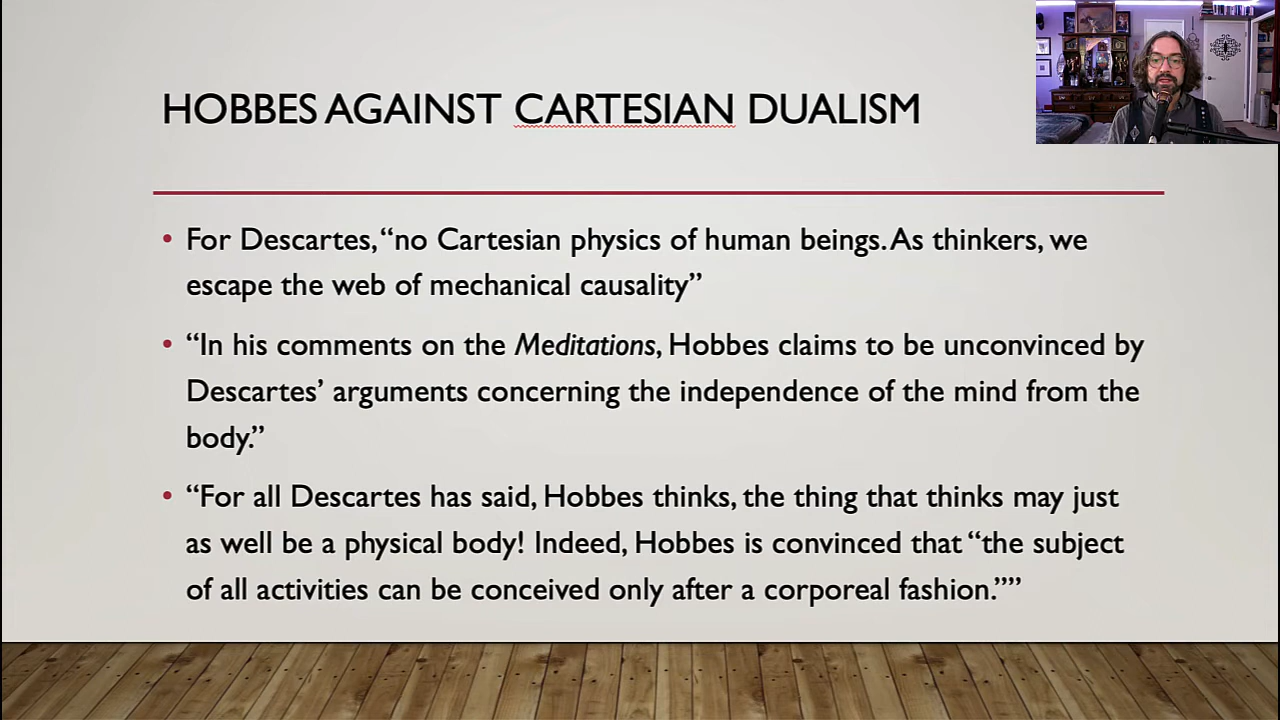 HOBBES AGAINST CARTESIAN DUALISM
• For Descartes, “no Cartesian physics of human beings. As thinkers, we
escape the web of mechanical causality”
• “In his comments on the Meditations, Hobbes claims to be unconvinced by
Descartes’ arguments concerning the independence of the mind from the
body.”
• “For all Descartes has said, Hobbes thinks, the thing that thinks may just
as well be a physical body! Indeed, Hobbes is convinced that “the subject
of all activities can be conceived only after a corporeal fashion.””